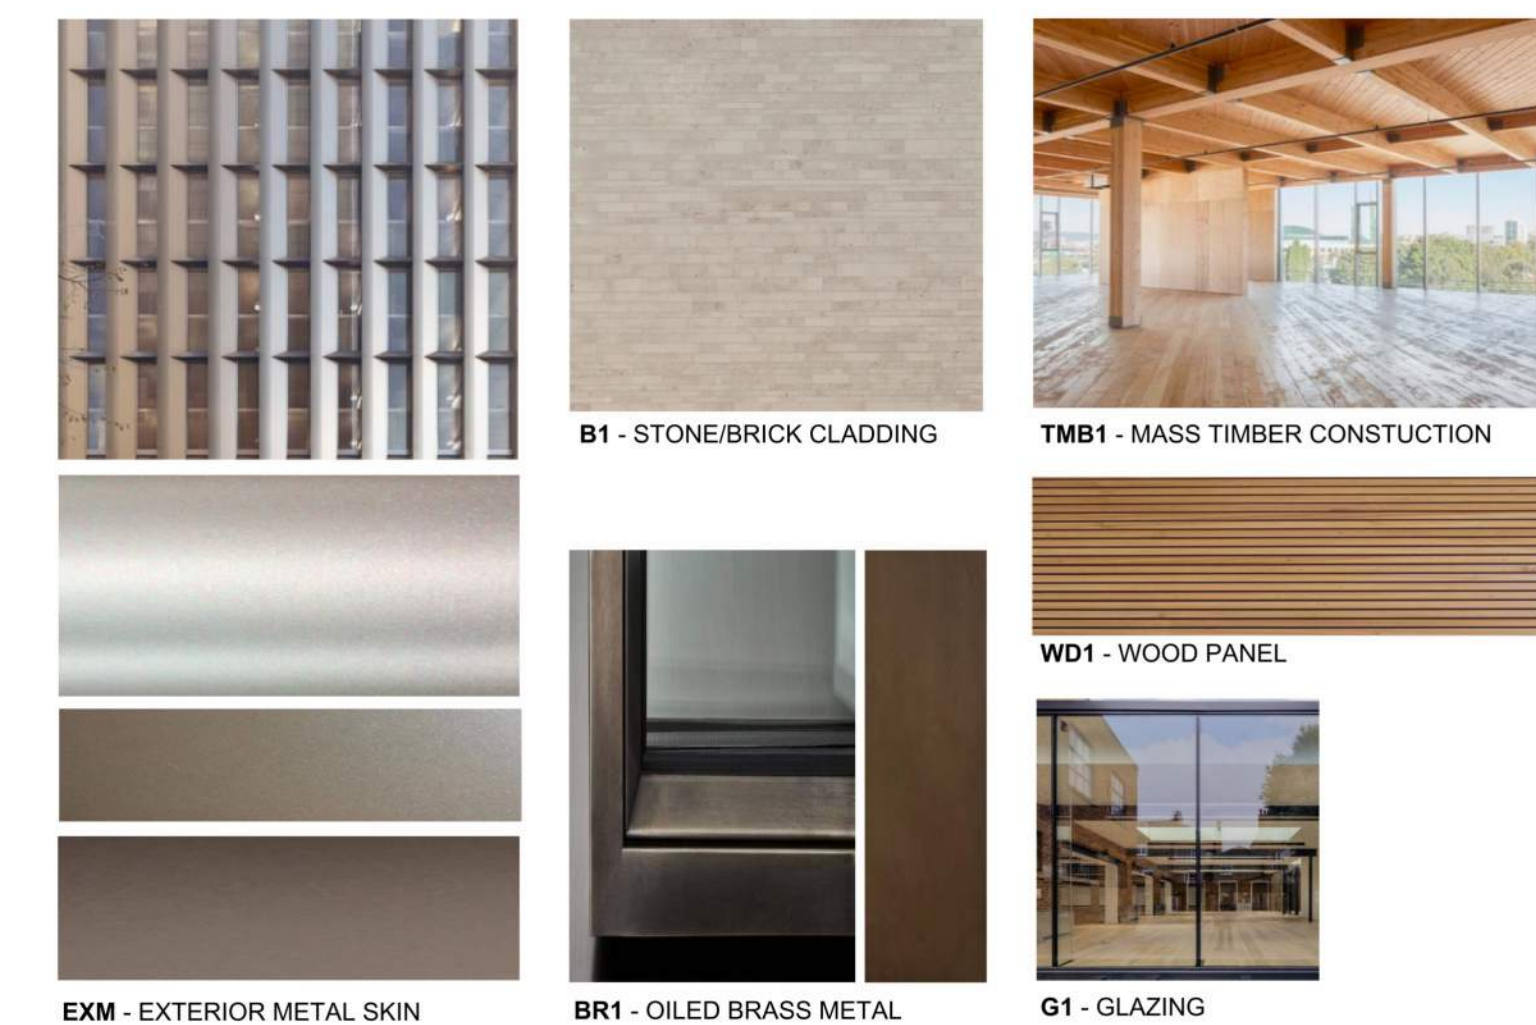 B1 - STONE/BRICK CLADDING
TMB1 - MASS TIMBER CONSTUCTION
WD1 - WOOD PANEL
EXM - EXTERIOR METAL SKIN
BR1 - OILED BRASS METAL
G1 - GLAZING